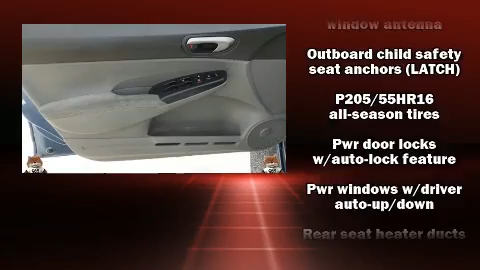 window antenna
Outboard child safety
seat anchors (LATCH)
P205/55HR16
all-season tires
Pwr door locks
w/auto-lock feature
Pwr windows w/driver
auto-up/down
Rear seat heater ducts